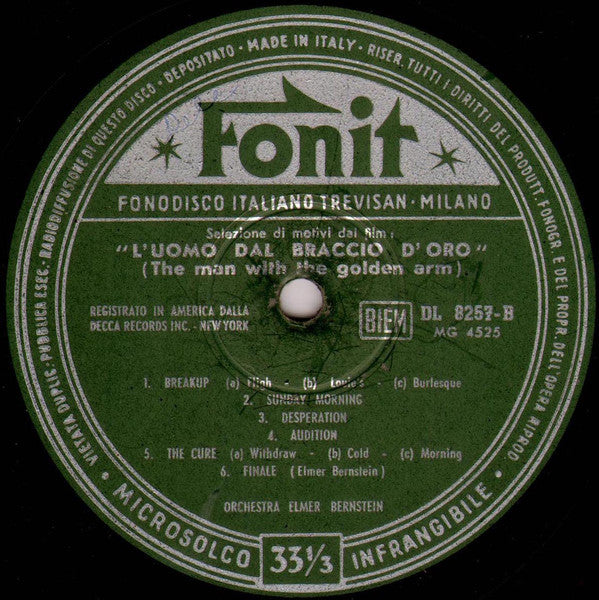 VIETATA DUPLIC. PUBBLICA ESEC. RADIODIFFUSIONE DI QUESTO DISCO · DEPOSITATO · MADE IN ITALY · RISER. TUTTI I DIRITTI DEL PRODUTT. FONOGR. E DEL PROPR. DELL'OPERA RIPROD.
Fonit
FONODISCO ITALIANO TREVISAN · MILANO
Selezione di motivi dal film:
"L'UOMO DAL BRACCIO D'ORO"
(The man with the golden arm)
REGISTRATO IN AMERICA DALLA
DECCA RECORDS INC. - NEW YORK
BIEM
DL 8257-B
MG 4525
1. BREAKUP (a) Fligh - (b) Louie's - (c) Burlesque
2. SUNDAY MORNING
3. DESPERATION
4. AUDITION
5. THE CURE (a) Withdraw - (b) Cold - (c) Morning
6. FINALE (Elmer Bernstein)
ORCHESTRA ELMER BERNSTEIN
· MICROSOLCO 33 1/3 INFRANGIBILE ·